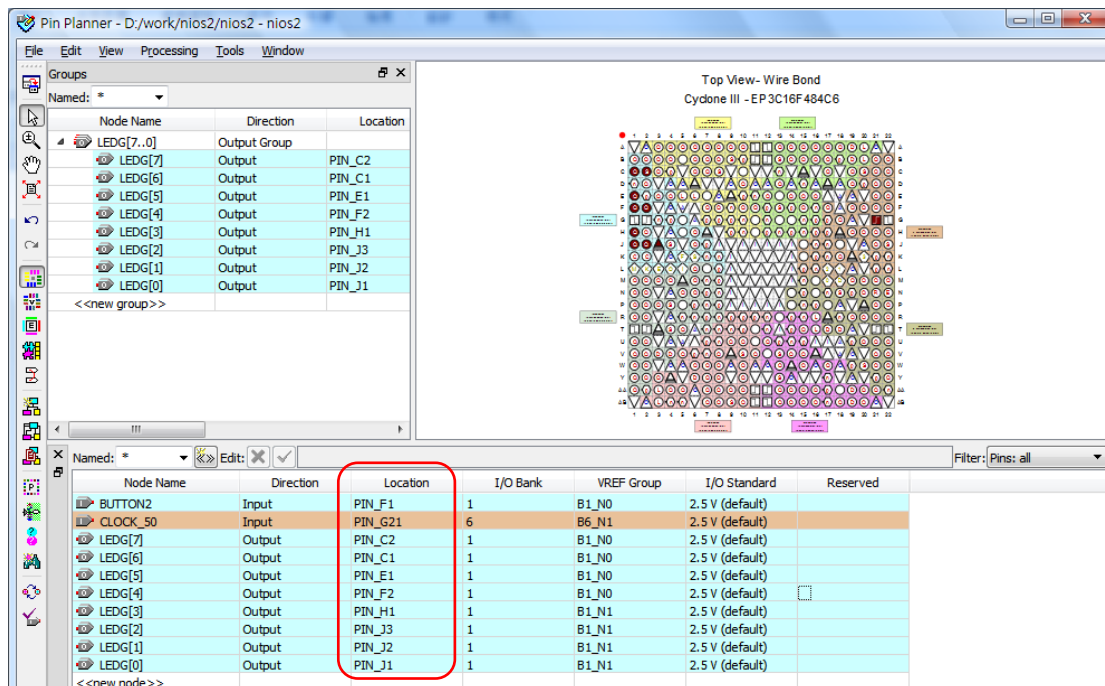 Pin Planner - D:/work/nios2/nios2 - nios2
File Edit View Processing Tools Window
Groups
Named: *
Node Name Direction Location
LEDG[7..0] Output Group
LEDG[7] Output PIN_C2
LEDG[6] Output PIN_C1
LEDG[5] Output PIN_E1
LEDG[4] Output PIN_F2
LEDG[3] Output PIN_H1
LEDG[2] Output PIN_J3
LEDG[1] Output PIN_J2
LEDG[0] Output PIN_J1
<<new group>>
Top View- Wire Bond
Cyclone III - EP3C16F484C6
Named: * Edit: Filter: Pins: all
Node Name Direction Location I/O Bank VREF Group I/O Standard Reserved
BUTTON2 Input PIN_F1 1 B1_N0 2.5 V (default)
CLOCK_50 Input PIN_G21 6 B6_N1 2.5 V (default)
LEDG[7] Output PIN_C2 1 B1_N0 2.5 V (default)
LEDG[6] Output PIN_C1 1 B1_N0 2.5 V (default)
LEDG[5] Output PIN_E1 1 B1_N0 2.5 V (default)
LEDG[4] Output PIN_F2 1 B1_N0 2.5 V (default)
LEDG[3] Output PIN_H1 1 B1_N1 2.5 V (default)
LEDG[2] Output PIN_J3 1 B1_N1 2.5 V (default)
LEDG[1] Output PIN_J2 1 B1_N1 2.5 V (default)
LEDG[0] Output PIN_J1 1 B1_N1 2.5 V (default)
<<new node>>